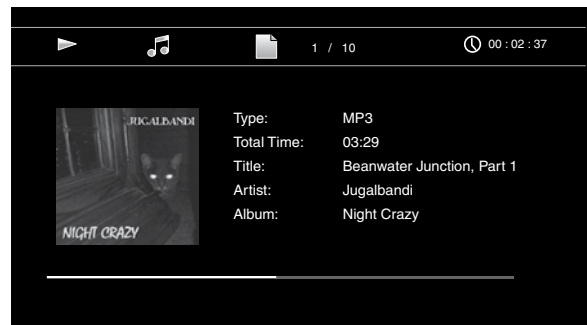 1 / 10
00 : 02 : 37
JUGALBANDI
NIGHT CRAZY
Type: MP3
Total Time: 03:29
Title: Beanwater Junction, Part 1
Artist: Jugalbandi
Album: Night Crazy